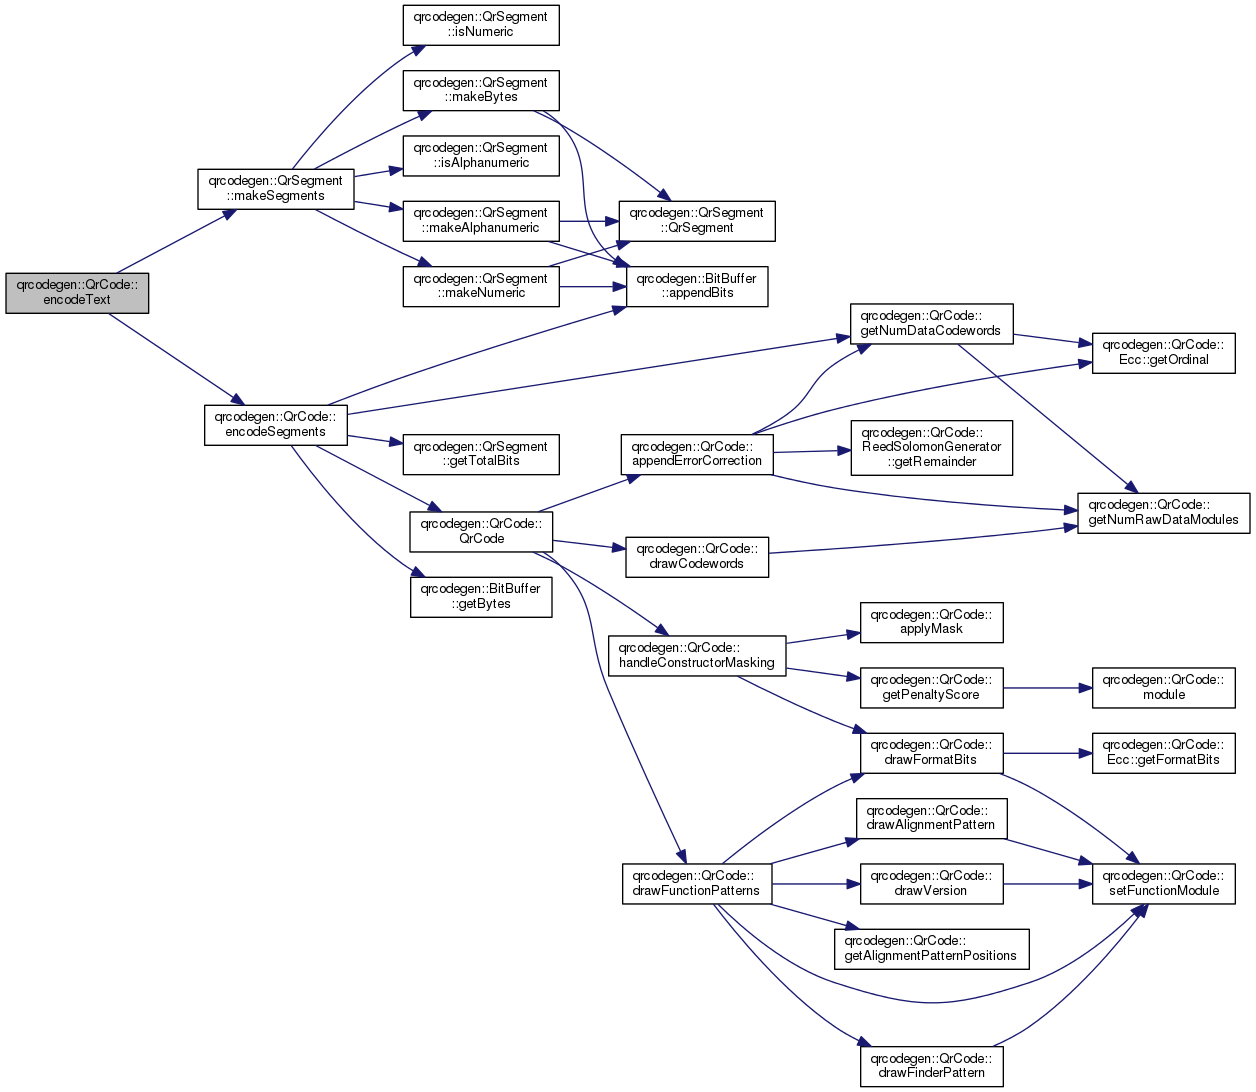 qrcodegen::QrSegment
::isNumeric
qrcodegen::QrSegment
::makeBytes
qrcodegen::QrSegment
::isAlphanumeric
qrcodegen::QrSegment
::makeSegments
qrcodegen::QrSegment
::makeAlphanumeric
qrcodegen::QrSegment
::QrSegment
qrcodegen::QrCode::
encodeText
qrcodegen::QrSegment
::makeNumeric
qrcodegen::BitBuffer
::appendBits
qrcodegen::QrCode::
getNumDataCodewords
qrcodegen::QrCode::
Ecc::getOrdinal
qrcodegen::QrCode::
encodeSegments
qrcodegen::QrSegment
::getTotalBits
qrcodegen::QrCode::
appendErrorCorrection
qrcodegen::QrCode::
ReedSolomonGenerator
::getRemainder
qrcodegen::QrCode::
getNumRawDataModules
qrcodegen::QrCode::
QrCode
qrcodegen::QrCode::
drawCodewords
qrcodegen::BitBuffer
::getBytes
qrcodegen::QrCode::
applyMask
qrcodegen::QrCode::
handleConstructorMasking
qrcodegen::QrCode::
getPenaltyScore
qrcodegen::QrCode::
module
qrcodegen::QrCode::
drawFormatBits
qrcodegen::QrCode::
Ecc::getFormatBits
qrcodegen::QrCode::
drawAlignmentPattern
qrcodegen::QrCode::
drawFunctionPatterns
qrcodegen::QrCode::
drawVersion
qrcodegen::QrCode::
setFunctionModule
qrcodegen::QrCode::
getAlignmentPatternPositions
qrcodegen::QrCode::
drawFinderPattern